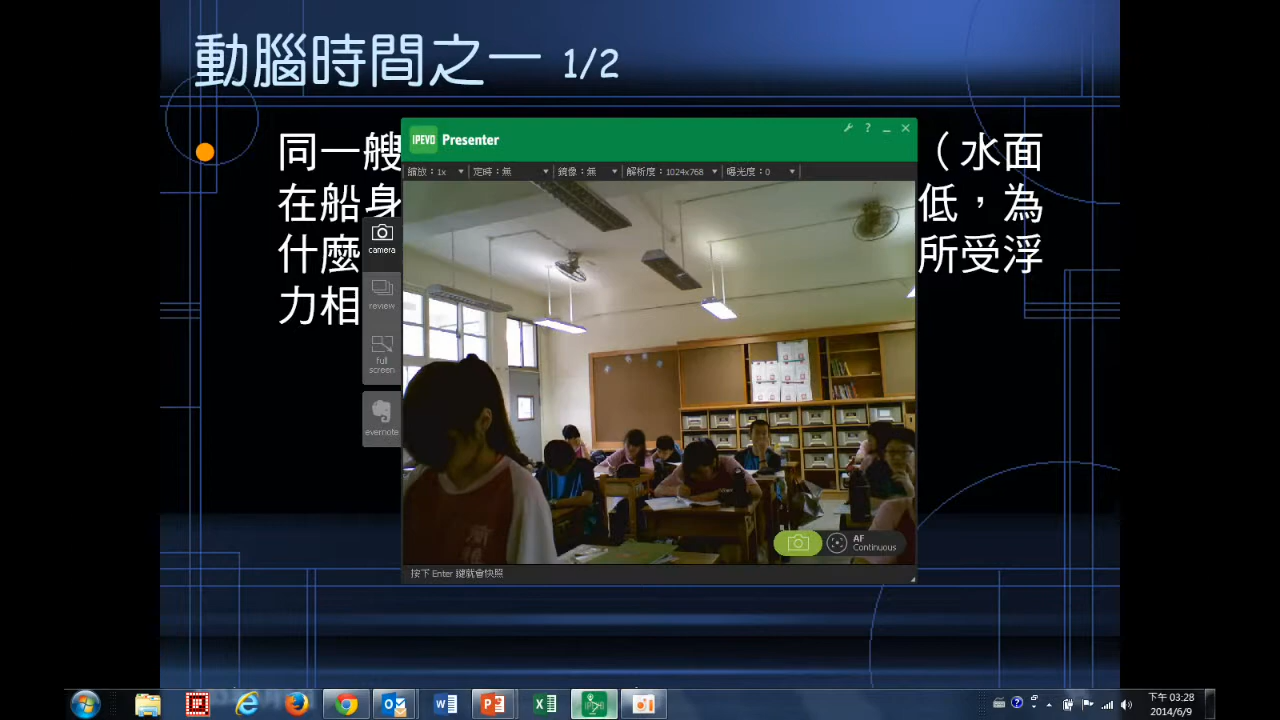 動腦時間之一 1/2
同一艘
（水面
在船身
低，為
什麼
所受浮
力相
IPEVO Presenter
縮放：1x
定時：無
鏡像：無
解析度：1024x768
曝光度：0
camera
review
full
screen
evernote
AF
Continuous
按下 Enter 鍵就會快照
下午 03:28
2014/6/9